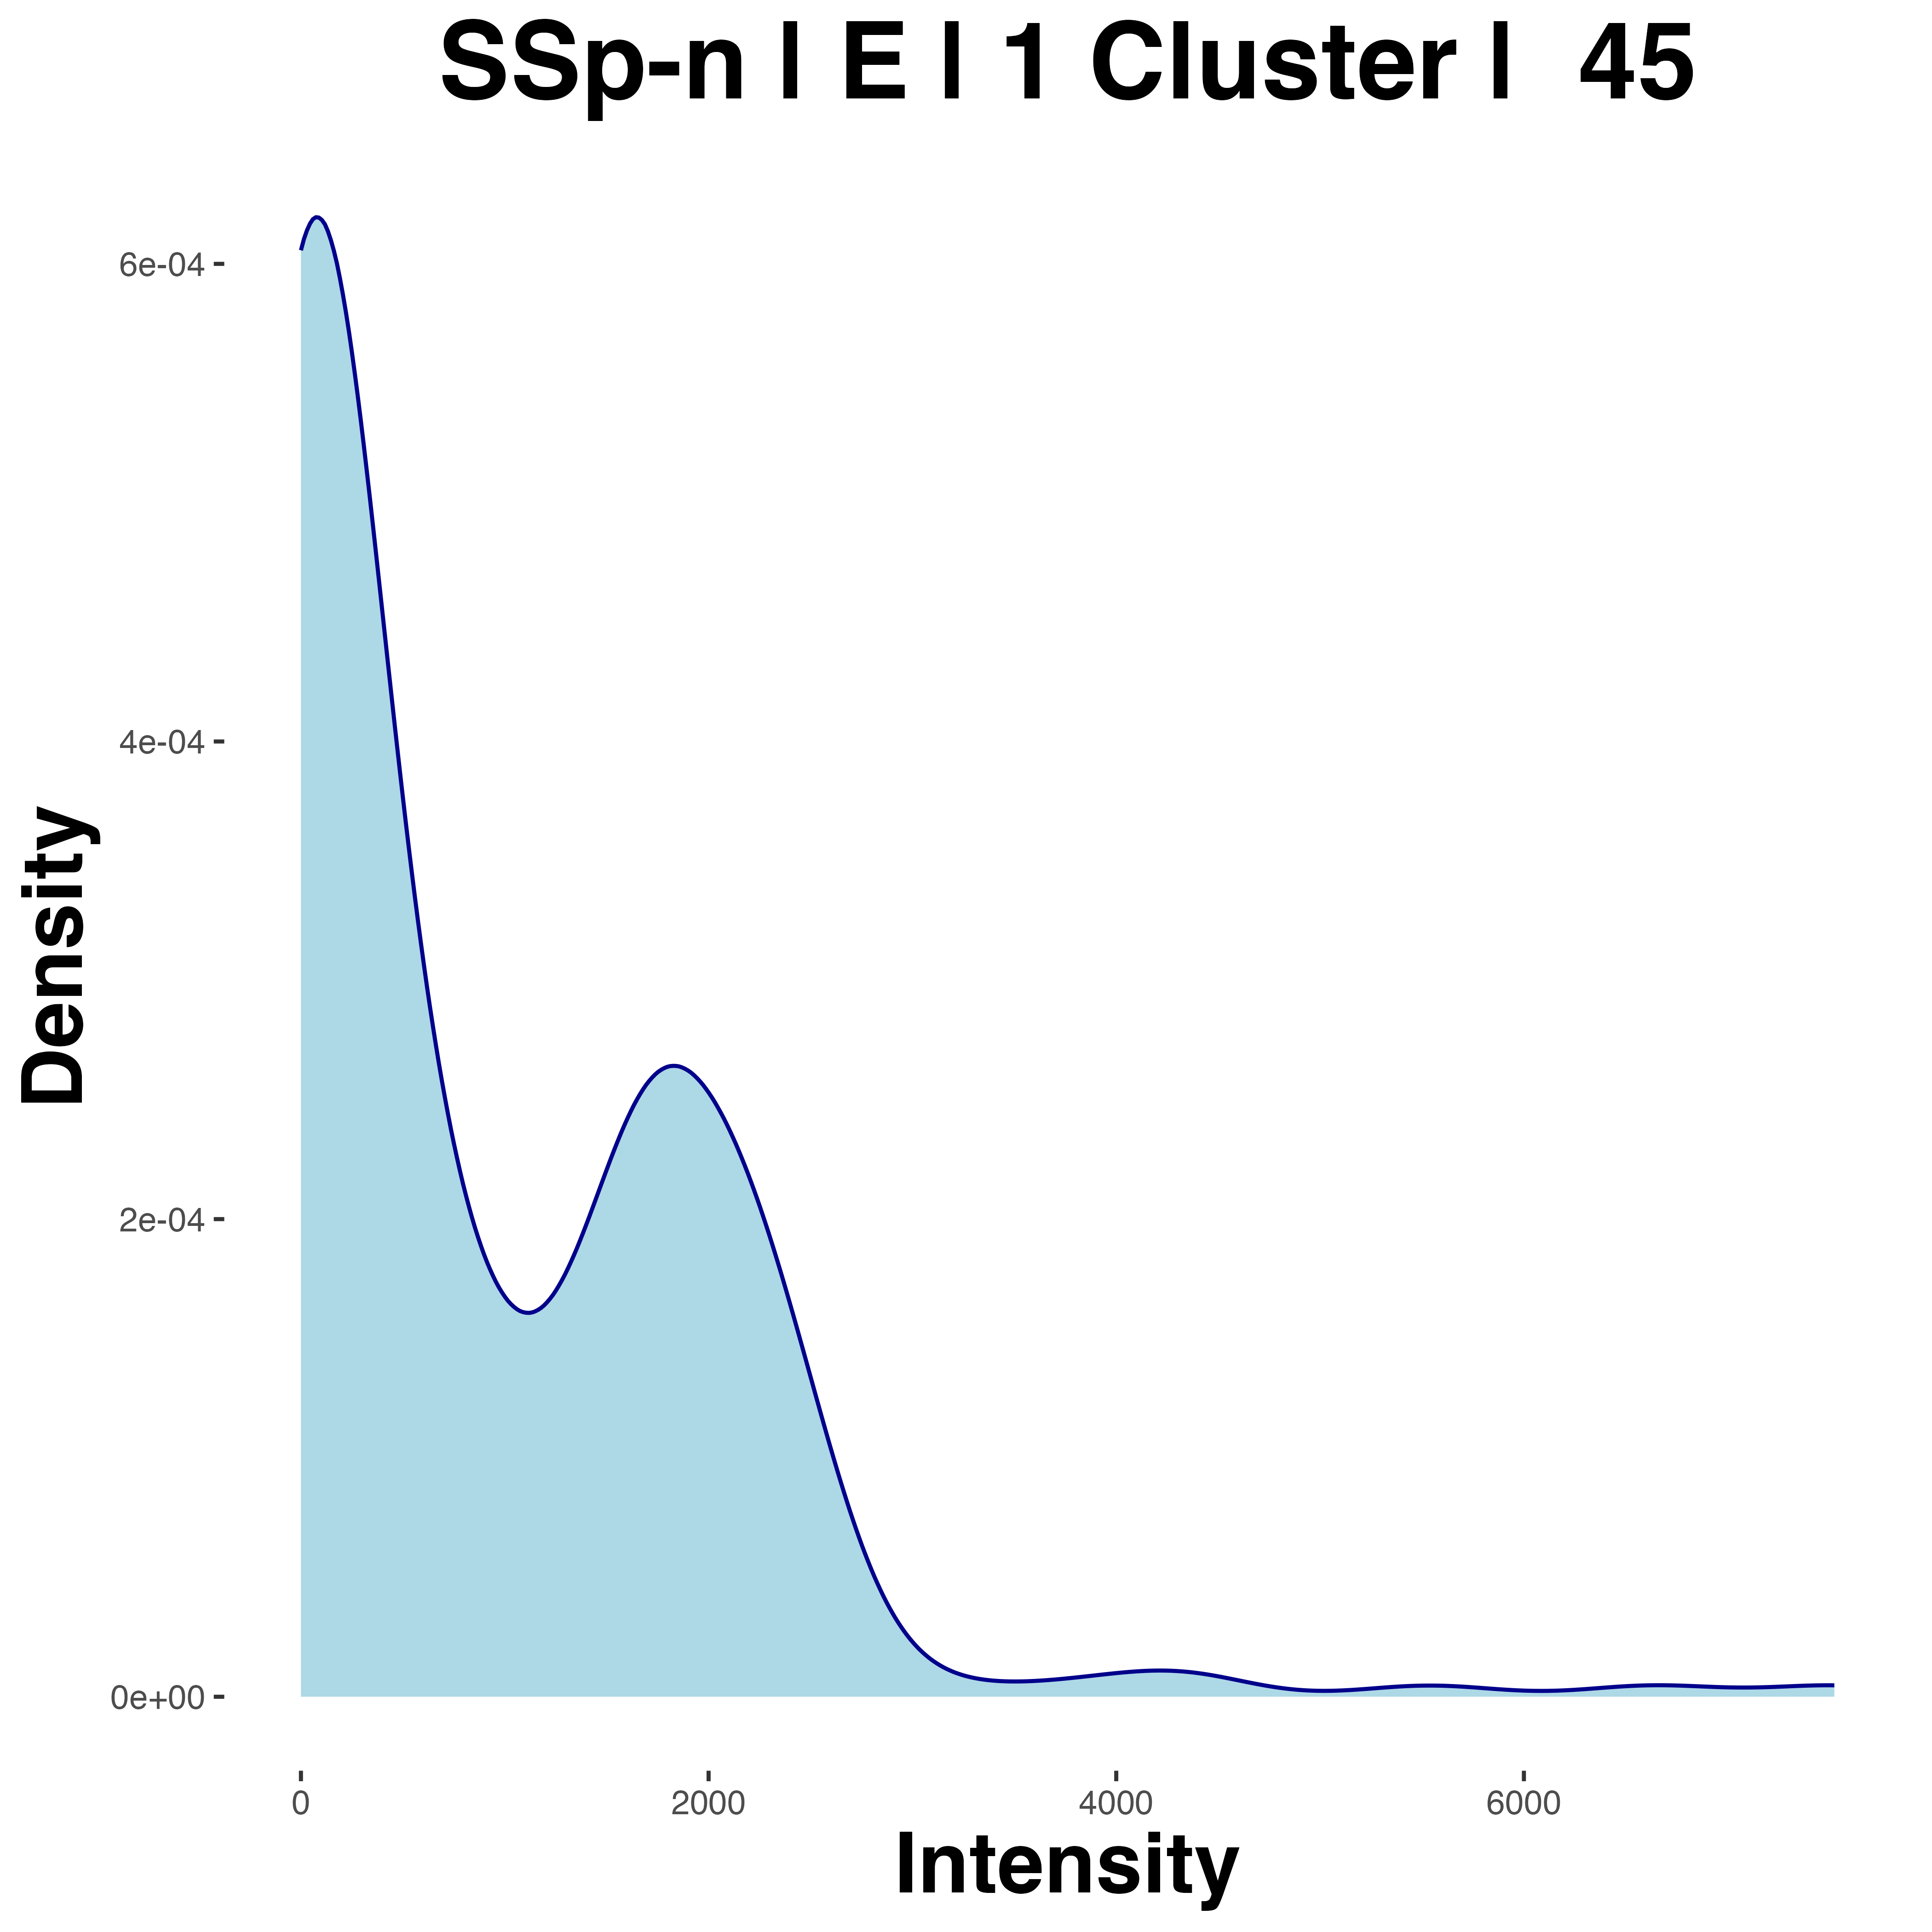 SSp-n | E | 1 Cluster |  45
6e-04
4e-04
2e-04
0e+00
Density
0
2000
4000
6000
Intensity